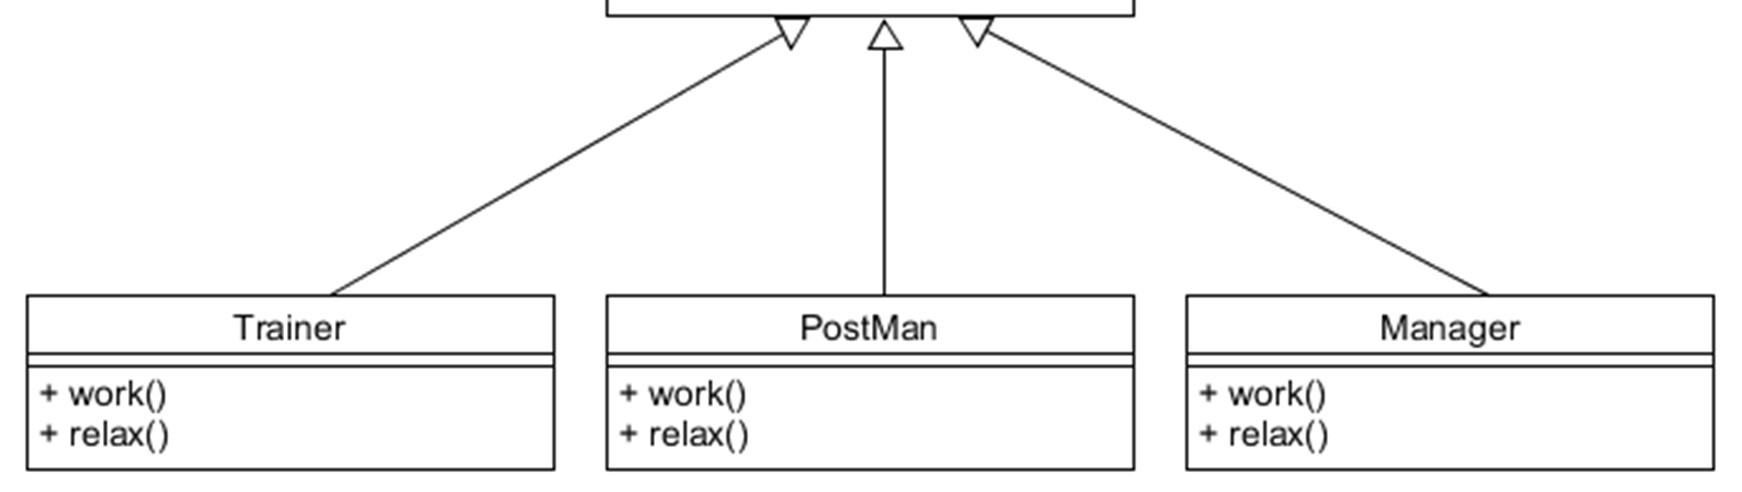 Trainer
+ work()
+ relax()
PostMan
+ work()
+ relax()
Manager
+ work()
+ relax()